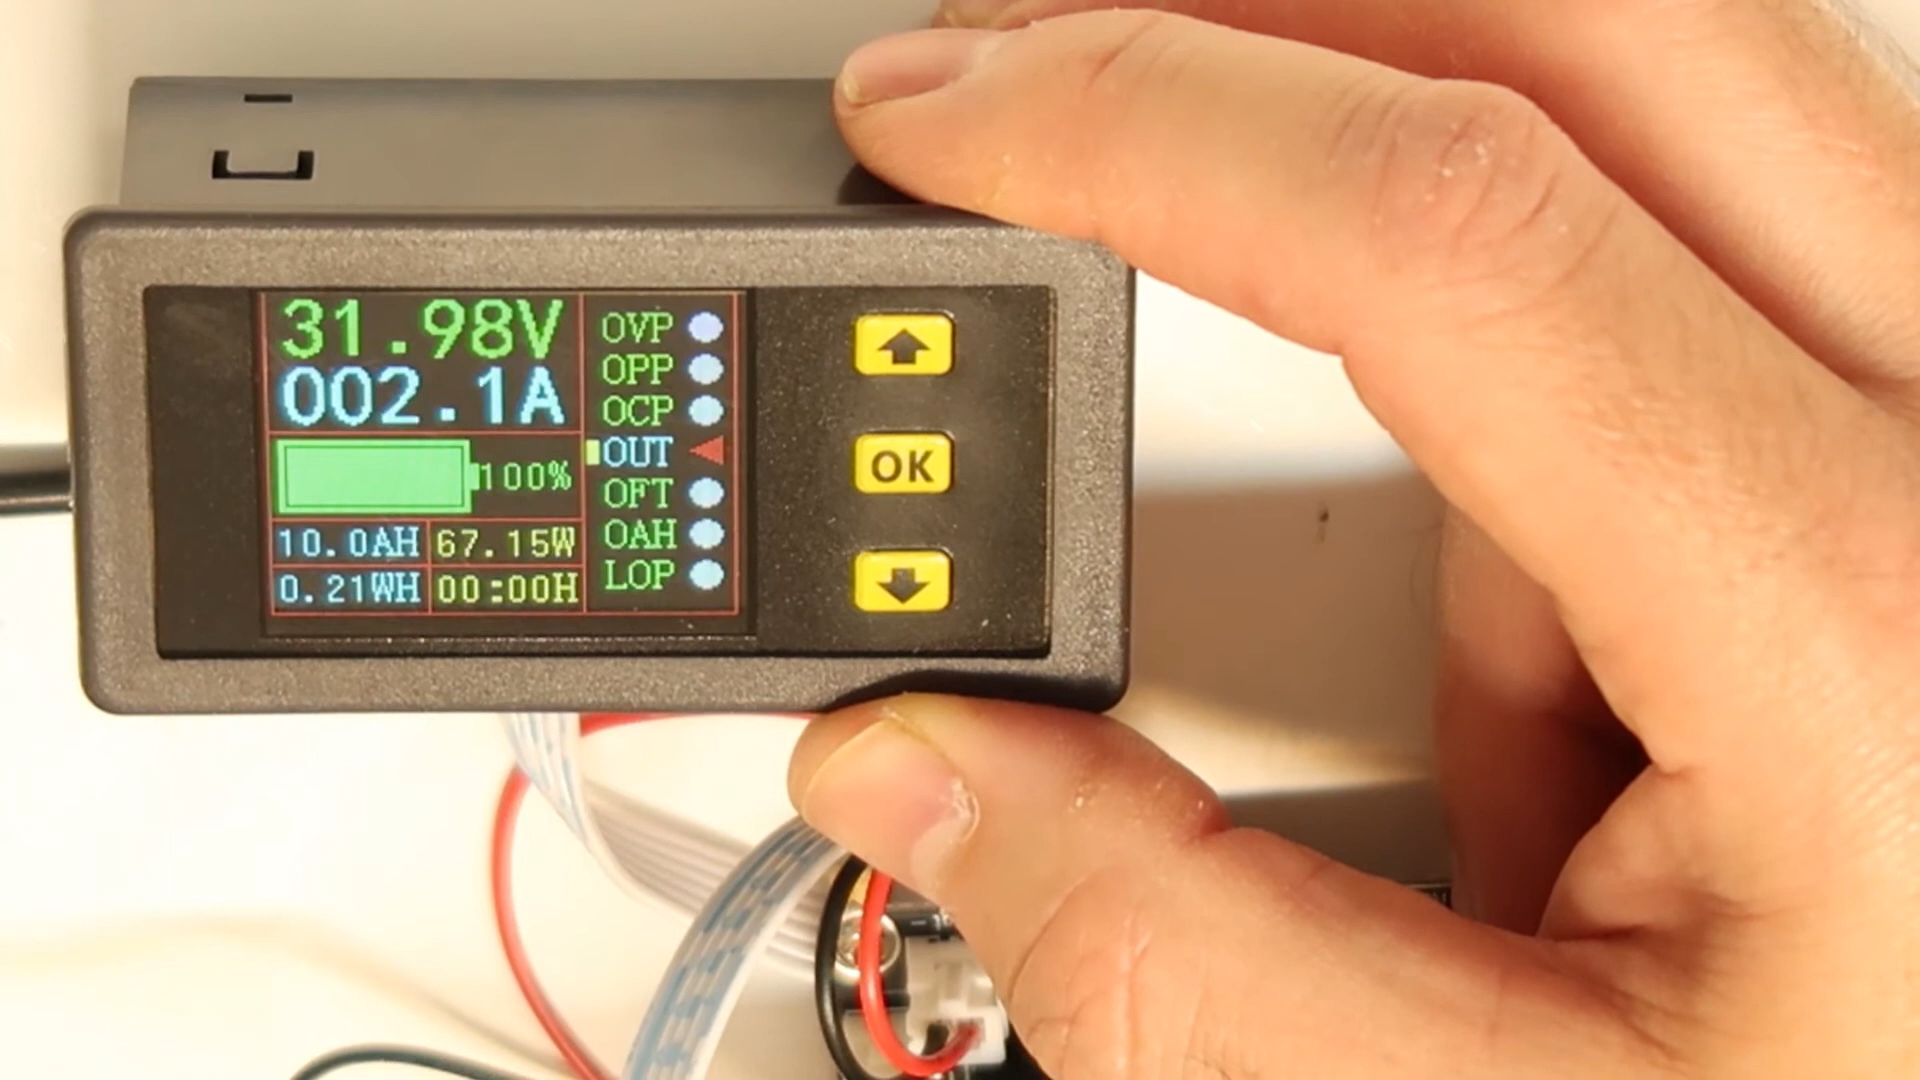 31.98V
002.1A
100%
10.0AH 67.15W
0.21WH 00:00H
OVP
OPP
OCP
OUT
OFT
OAH
LOP
OK